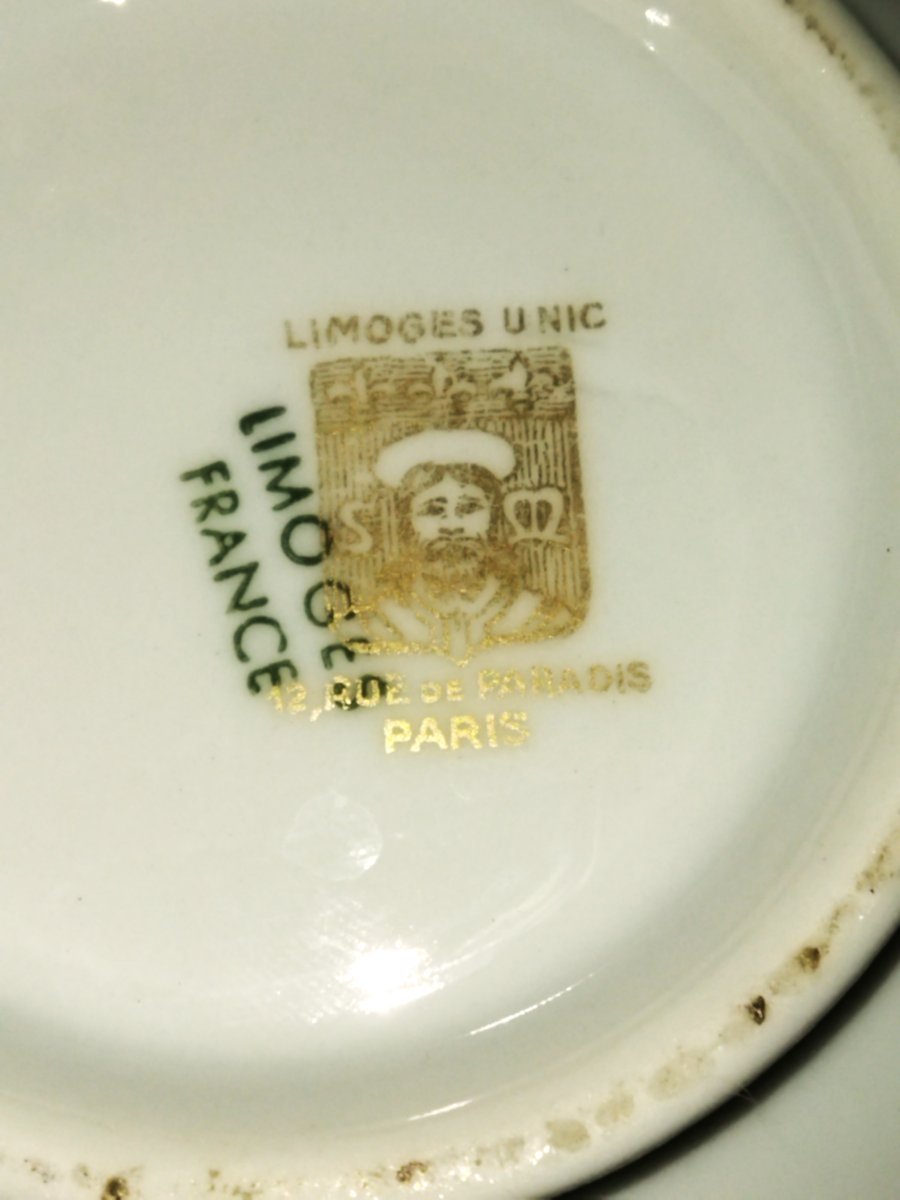 LIMOGES UNIC
S M
12, RUE DE PARADIS
PARIS
LIMOGES
FRANCE